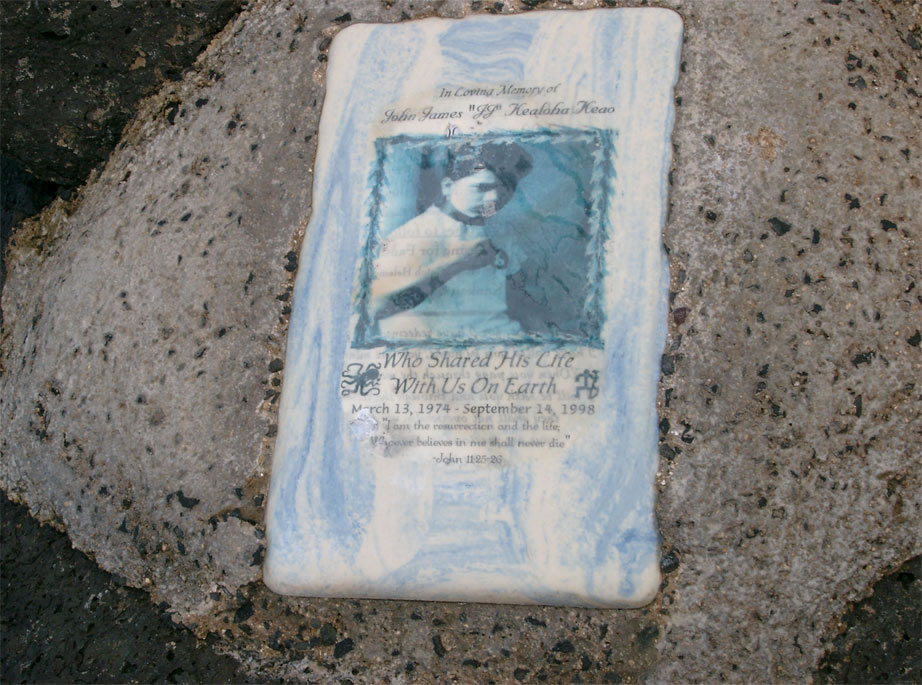 In Loving Memory of
John James "JJ" Kealoha Keao
Who Shared His Life
With Us On Earth
March 13, 1974 - September 14, 1998
"I am the resurrection and the life,
Whoever believes in me shall never die"
-John 11:25-26